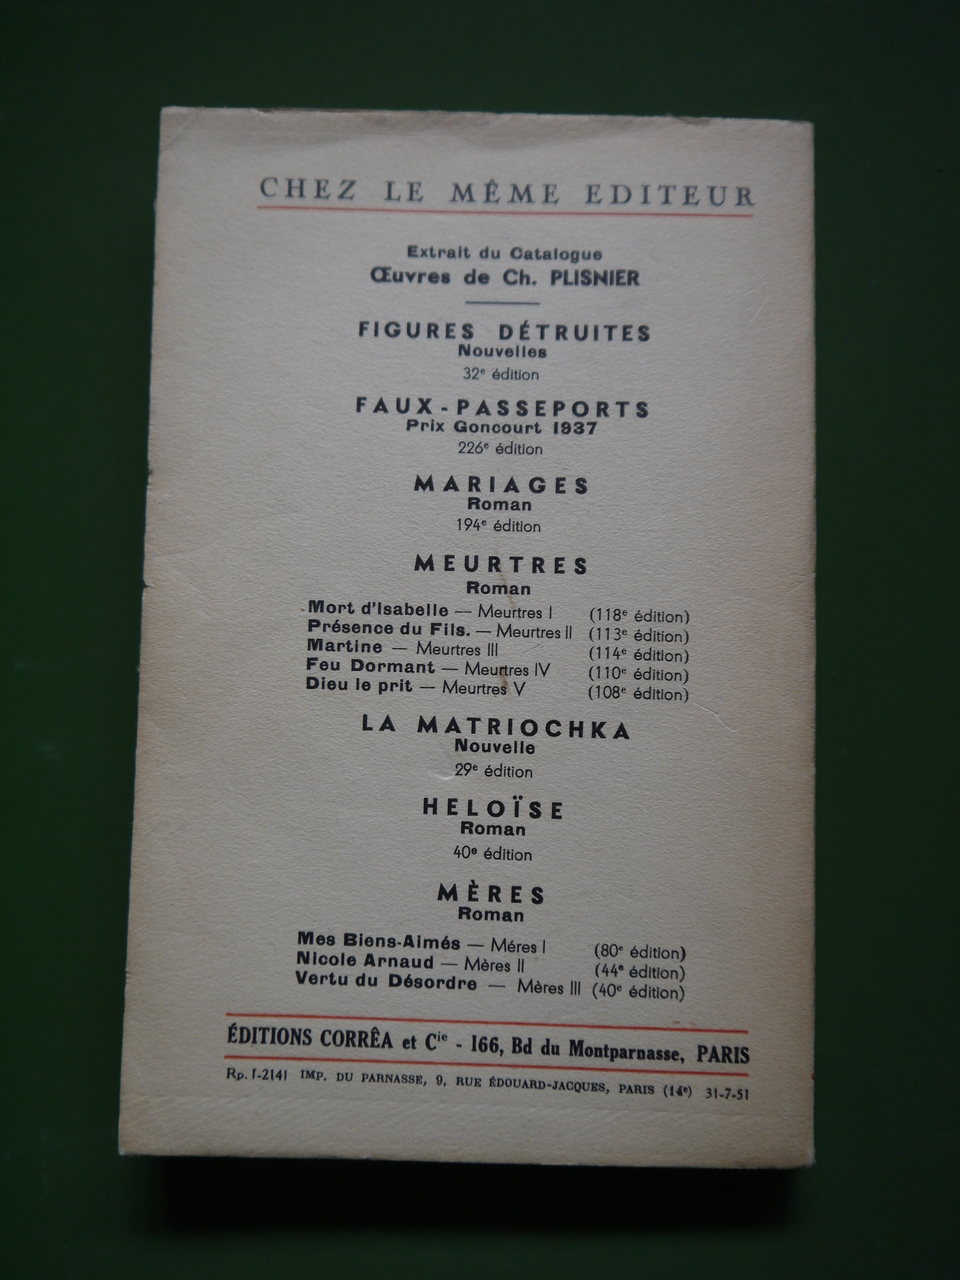 CHEZ LE MÊME EDITEUR
Extrait du Catalogue
Œuvres de Ch. PLISNIER
FIGURES DÉTRUITES
Nouvelles
32e édition
FAUX-PASSEPORTS
Prix Goncourt 1937
226e édition
MARIAGES
Roman
194e édition
MEURTRES
Roman
Mort d'Isabelle — Meurtres I (118e édition)
Présence du Fils. — Meurtres II (113e édition)
Martine — Meurtres III (114e édition)
Feu Dormant — Meurtres IV (110e édition)
Dieu le prit — Meurtres V (108e édition)
LA MATRIOCHKA
Nouvelle
29e édition
HELOÏSE
Roman
40e édition
MÈRES
Roman
Mes Biens-Aimés — Méres I (80e édition)
Nicole Arnaud — Mères II (44e édition)
Vertu du Désordre — Mères III (40e édition)
ÉDITIONS CORRÊA et Cie - 166, Bd du Montparnasse, PARIS
Rp. I-2141 IMP. DU PARNASSE, 9, RUE ÉDOUARD-JACQUES, PARIS (14e) 31-7-51